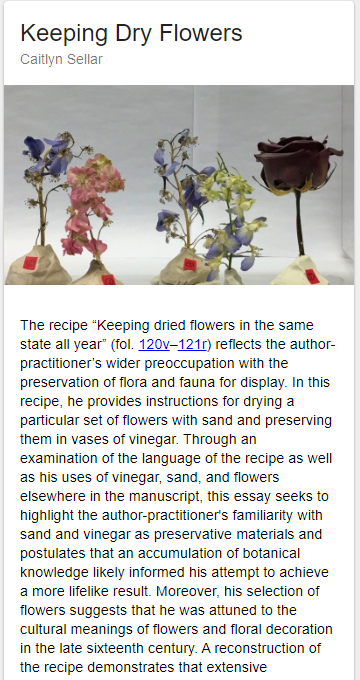 Keeping Dry Flowers
Caitlyn Sellar
The recipe “Keeping dried flowers in the same
state all year” (fol. 120v–121r) reflects the author-
practitioner’s wider preoccupation with the
preservation of flora and fauna for display. In this
recipe, he provides instructions for drying a
particular set of flowers with sand and preserving
them in vases of vinegar. Through an
examination of the language of the recipe as well
as his uses of vinegar, sand, and flowers
elsewhere in the manuscript, this essay seeks to
highlight the author-practitioner's familiarity with
sand and vinegar as preservative materials and
postulates that an accumulation of botanical
knowledge likely informed his attempt to achieve
a more lifelike result. Moreover, his selection of
flowers suggests that he was attuned to the
cultural meanings of flowers and floral decoration
in the late sixteenth century. A reconstruction of
the recipe demonstrates that extensive